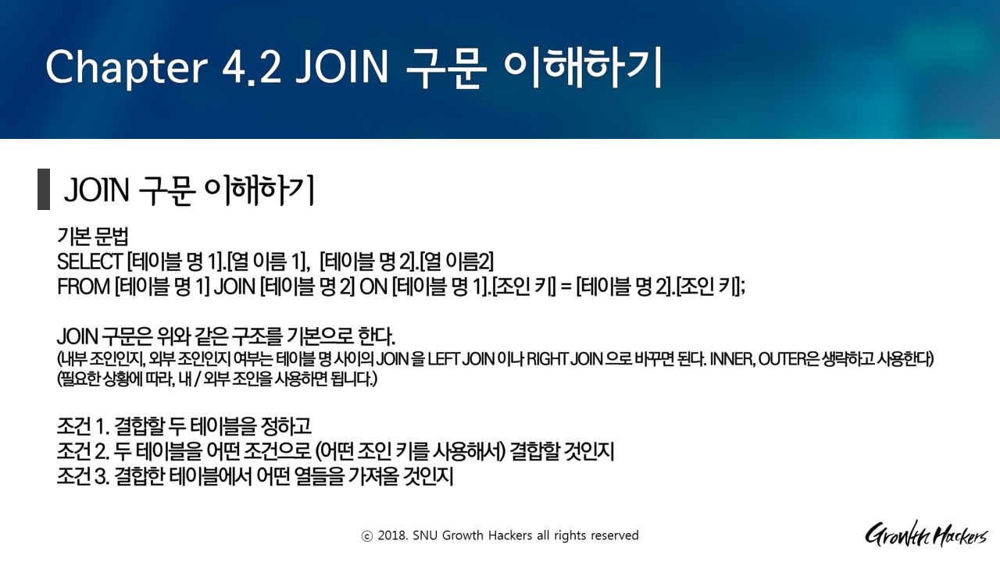 Chapter 4.2 JOIN 구문 이해하기
JOIN 구문 이해하기
기본 문법
SELECT [테이블 명 1].[열 이름 1], [테이블 명 2].[열 이름2]
FROM [테이블 명 1] JOIN [테이블 명 2] ON [테이블 명 1].[조인 키] = [테이블 명 2].[조인 키];
JOIN 구문은 위와 같은 구조를 기본으로 한다.
(내부 조인인지, 외부 조인인지 여부는 테이블 명 사이의 JOIN 을 LEFT JOIN 이나 RIGHT JOIN 으로 바꾸면 된다. INNER, OUTER은 생략하고 사용한다)
(필요한 상황에 따라, 내 / 외부 조인을 사용하면 됩니다.)
조건 1. 결합할 두 테이블을 정하고
조건 2. 두 테이블을 어떤 조건으로 (어떤 조인 키를 사용해서) 결합할 것인지
조건 3. 결합한 테이블에서 어떤 열들을 가져올 것인지
ⓒ 2018. SNU Growth Hackers all rights reserved
Growth Hackers